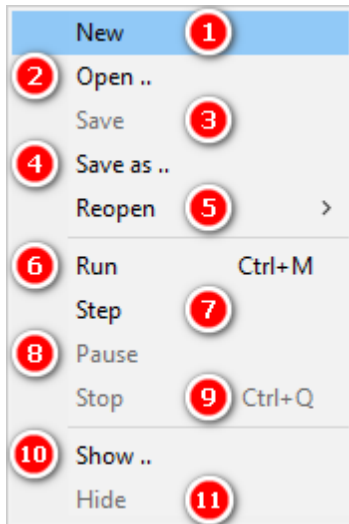 New 1
2 Open ..
Save 3
4 Save as ..
Reopen 5 >
6 Run Ctrl+M
Step 7
8 Pause
Stop 9 Ctrl+Q
10 Show ..
Hide 11